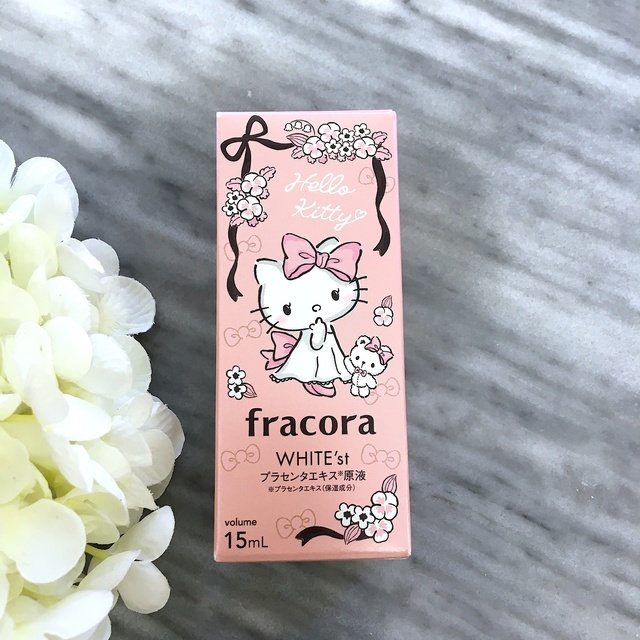 Hello
Kitty♡
fracora
WHITE'st
プラセンタエキス※原液
※プラセンタエキス(保湿成分)
volume
15mL